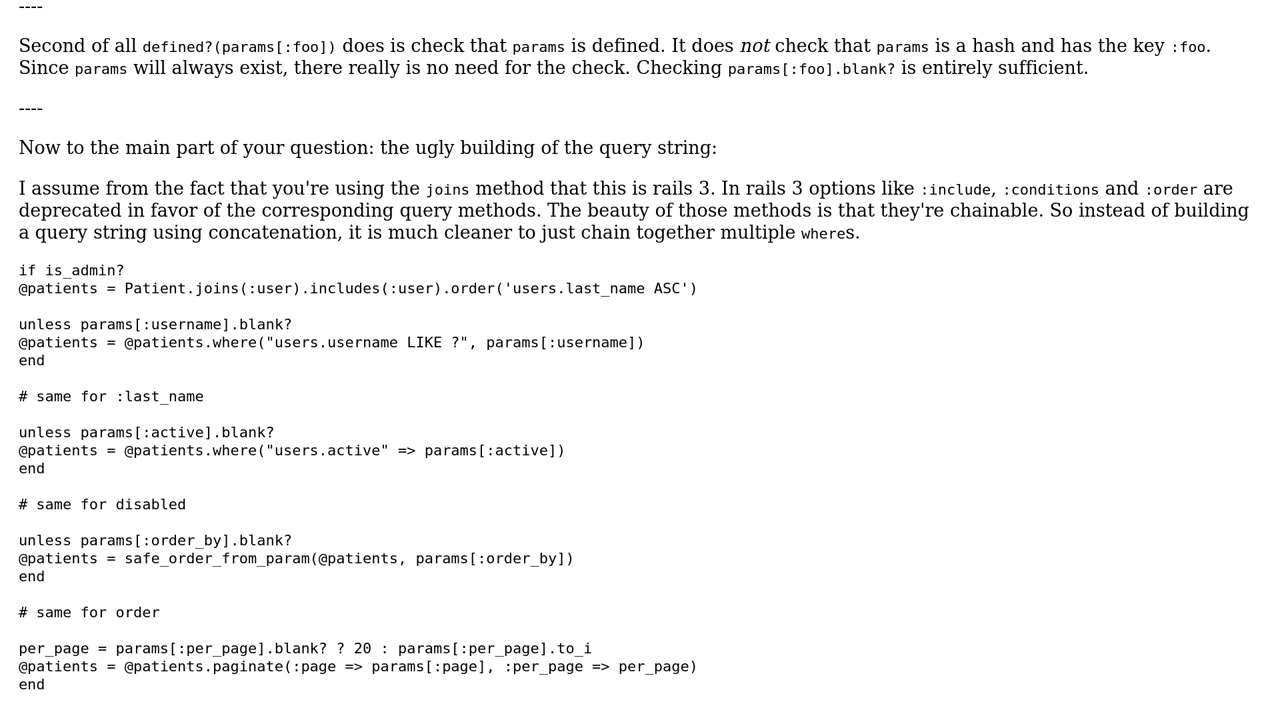 ----
Second of all defined?(params[:foo]) does is check that params is defined. It does not check that params is a hash and has the key :foo.
Since params will always exist, there really is no need for the check. Checking params[:foo].blank? is entirely sufficient.
----
Now to the main part of your question: the ugly building of the query string:
I assume from the fact that you're using the joins method that this is rails 3. In rails 3 options like :include, :conditions and :order are
deprecated in favor of the corresponding query methods. The beauty of those methods is that they're chainable. So instead of building
a query string using concatenation, it is much cleaner to just chain together multiple wheres.
if is_admin?
@patients = Patient.joins(:user).includes(:user).order('users.last_name ASC')
unless params[:username].blank?
@patients = @patients.where("users.username LIKE ?", params[:username])
end
# same for :last_name
unless params[:active].blank?
@patients = @patients.where("users.active" => params[:active])
end
# same for disabled
unless params[:order_by].blank?
@patients = safe_order_from_param(@patients, params[:order_by])
end
# same for order
per_page = params[:per_page].blank? ? 20 : params[:per_page].to_i
@patients = @patients.paginate(:page => params[:page], :per_page => per_page)
end